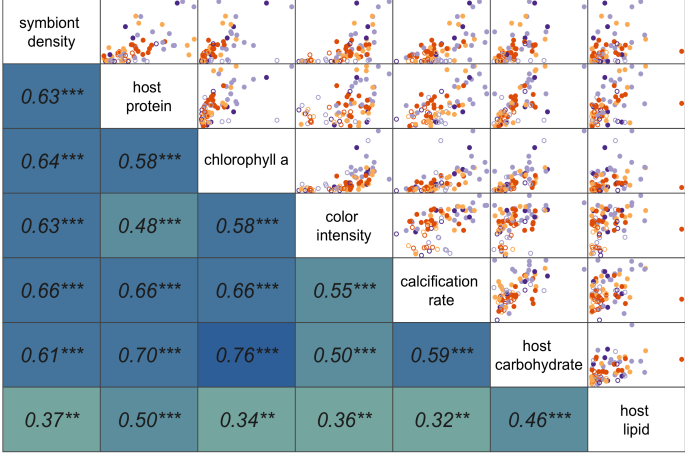 symbiont
density
0.63***
host
protein
0.64***
0.58***
chlorophyll a
0.63***
0.48***
0.58***
color
intensity
0.66***
0.66***
0.66***
0.55***
calcification
rate
0.61***
0.70***
0.76***
0.50***
0.59***
host
carbohydrate
0.37**
0.50***
0.34**
0.36**
0.32**
0.46***
host
lipid